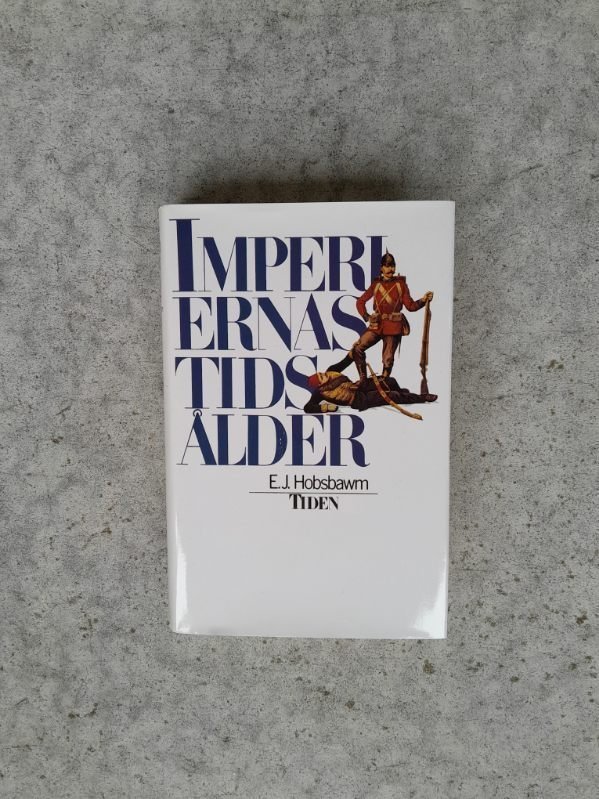 IMPERI
ERNAS
TIDS
ÅLDER
E.J. Hobsbawm
TIDEN